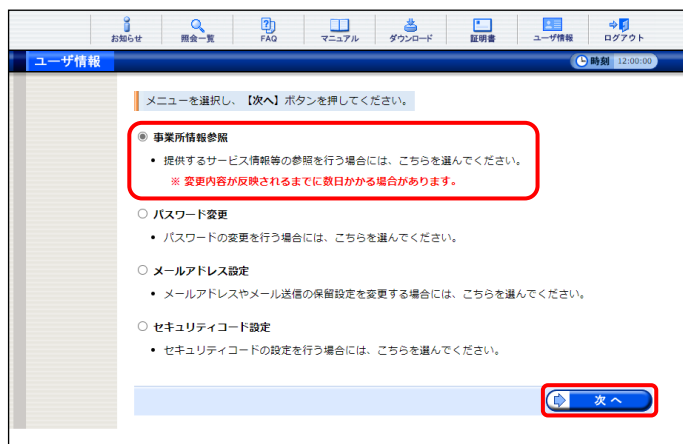 お知らせ 照会一覧 FAQ マニュアル ダウンロード 証明書 ユーザ情報 ログアウト
ユーザ情報 時刻 12:00:00
メニューを選択し、【次へ】ボタンを押してください。
事業所情報参照
• 提供するサービス情報等の参照を行う場合には、こちらを選んでください。
※ 変更内容が反映されるまでに数日かかる場合があります。
パスワード変更
• パスワードの変更を行う場合には、こちらを選んでください。
メールアドレス設定
• メールアドレスやメール送信の保留設定を変更する場合には、こちらを選んでください。
セキュリティコード設定
• セキュリティコードの設定を行う場合には、こちらを選んでください。
次 へ